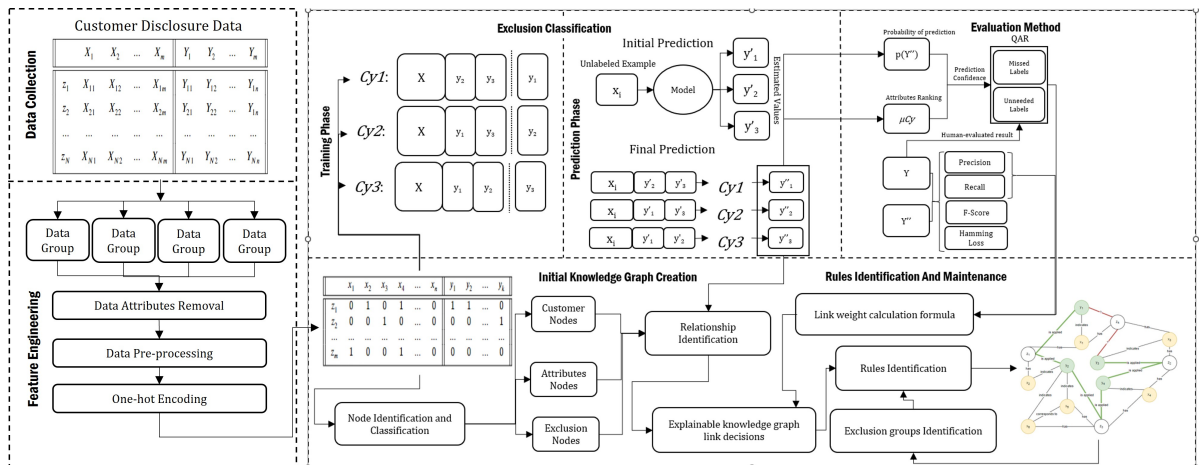 Data Collection
Customer Disclosure Data
X1 X2 ... Xm Y1 Y2 ... Ym
z1 X11 X12 ... X1m Y11 Y12 ... Y1n
z2 X21 X22 ... X2m Y21 Y22 ... Y1n
... ... ... ... ... ... ... ... ...
zN XN1 XN2 ... XNm YN1 YN2 ... YNn
Feature Engineering
Data Group
Data Group
Data Group
Data Group
Data Attributes Removal
Data Pre-processing
One-hot Encoding
Exclusion Classification
Training Phase
Cy1: X y2 y3 y1
Cy2: X y1 y3 y2
Cy3: X y1 y2 y3
Prediction Phase
Initial Prediction
Unlabeled Example
xi
Model
y'1
y'2
y'3
Estimated Values
Final Prediction
xi y'2 y'3 Cy1 y''1
xi y'1 y'3 Cy2 y''2
xi y'1 y'2 Cy3 y''3
Evaluation Method
Probability of prediction
p(Y'')
Attributes Ranking
μCy
Prediction
Confidence
QAR
Missed
Labels
Unneeded
Labels
Human-evaluated result
Y
Y''
Precision
Recall
F-Score
Hamming
Loss
Initial Knowledge Graph Creation
X1 X2 X3 X4 ... Xn y1 y2 ... yk
z1 0 1 0 1 ... 0 1 1 ... 0
z2 0 0 1 0 ... 0 0 0 ... 1
... ... ... ... ... ... ... ... ... ...
zm 1 0 0 1 ... 0 0 0 ... 0
Node Identification and
Classification
Customer
Nodes
Attributes
Nodes
Exclusion
Nodes
Relationship
Identification
Explainable knowledge graph
link decisions
Rules Identification And Maintenance
Link weight calculation formula
Rules Identification
Exclusion groups Identification
is applied
indicates
has